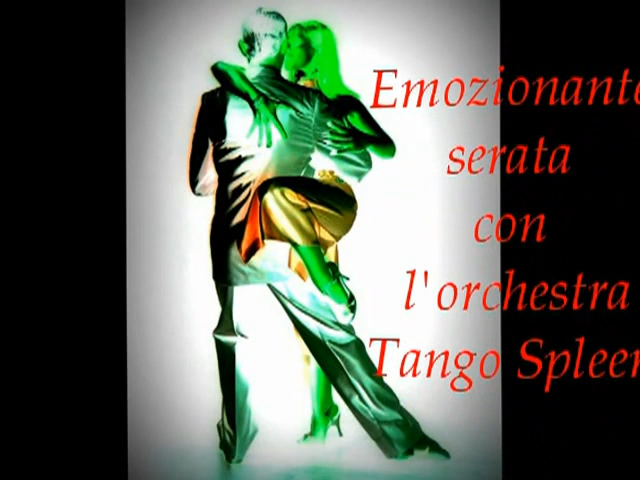 Emozionante
serata
con
l'orchestra
Tango Spleen